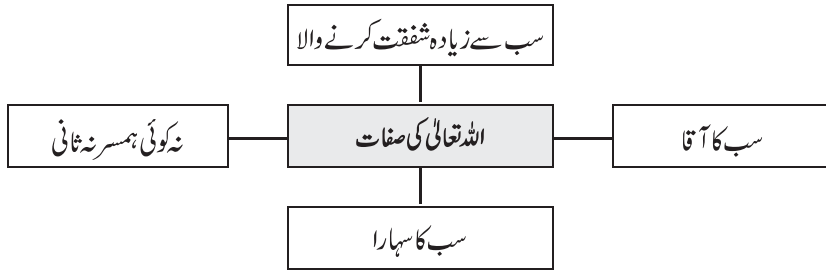 سب سے زیادہ شفقت کرنے والا
سب کا آقا
اللہ تعالیٰ کی صفات
نہ کوئی ہمسر نہ ثانی
سب کا سہارا